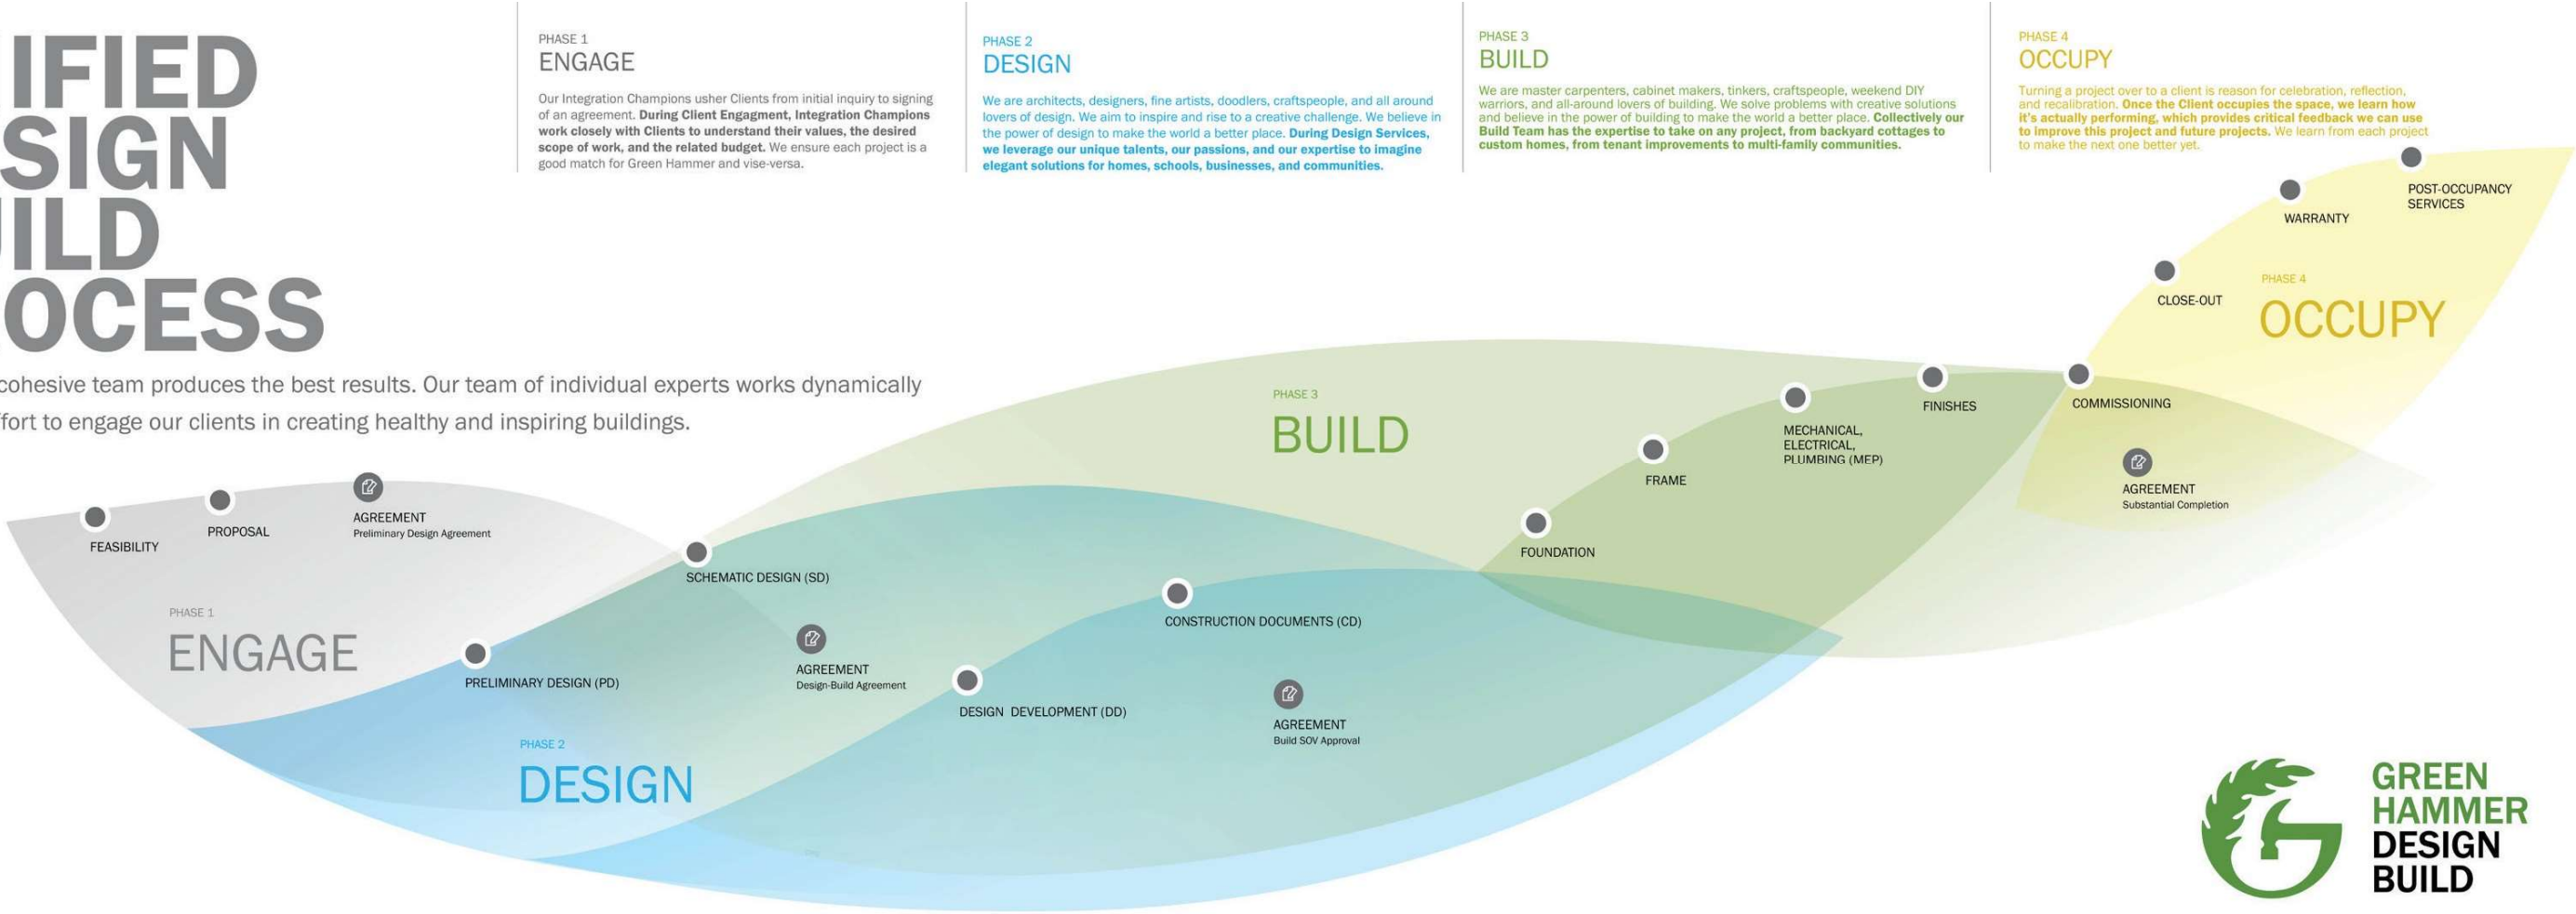 IFIED
SIGN
ILD
OCESS
cohesive team produces the best results. Our team of individual experts works dynamically
fort to engage our clients in creating healthy and inspiring buildings.
PHASE 1
ENGAGE
Our Integration Champions usher Clients from initial inquiry to signing
of an agreement. During Client Engagment, Integration Champions
work closely with Clients to understand their values, the desired
scope of work, and the related budget. We ensure each project is a
good match for Green Hammer and vise-versa.
PHASE 2
DESIGN
We are architects, designers, fine artists, doodlers, craftspeople, and all around
lovers of design. We aim to inspire and rise to a creative challenge. We believe in
the power of design to make the world a better place. During Design Services,
we leverage our unique talents, our passions, and our expertise to imagine
elegant solutions for homes, schools, businesses, and communities.
PHASE 3
BUILD
We are master carpenters, cabinet makers, tinkers, craftspeople, weekend DIY
warriors, and all-around lovers of building. We solve problems with creative solutions
and believe in the power of building to make the world a better place. Collectively our
Build Team has the expertise to take on any project, from backyard cottages to
custom homes, from tenant improvements to multi-family communities.
PHASE 4
OCCUPY
Turning a project over to a client is reason for celebration, reflection,
and recalibration. Once the Client occupies the space, we learn how
it's actually performing, which provides critical feedback we can use
to improve this project and future projects. We learn from each project
to make the next one better yet.
FEASIBILITY
PROPOSAL
AGREEMENT
Preliminary Design Agreement
PHASE 1
ENGAGE
PRELIMINARY DESIGN (PD)
SCHEMATIC DESIGN (SD)
AGREEMENT
Design-Build Agreement
PHASE 2
DESIGN
DESIGN DEVELOPMENT (DD)
CONSTRUCTION DOCUMENTS (CD)
AGREEMENT
Build SOV Approval
PHASE 3
BUILD
FOUNDATION
FRAME
MECHANICAL,
ELECTRICAL,
PLUMBING (MEP)
FINISHES
COMMISSIONING
AGREEMENT
Substantial Completion
PHASE 4
OCCUPY
CLOSE-OUT
WARRANTY
POST-OCCUPANCY
SERVICES
GREEN
HAMMER
DESIGN
BUILD